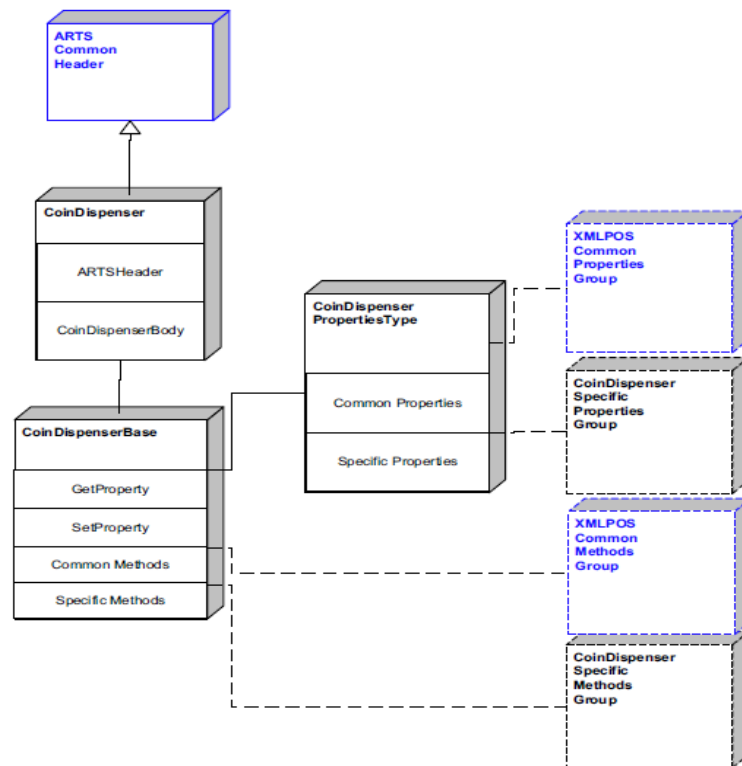 ARTS
Common
Header
CoinDispenser
ARTSHeader
CoinDispenserBody
CoinDispenserBase
GetProperty
SetProperty
Common Methods
Specific Methods
CoinDispenser
PropertiesType
Common Properties
Specific Properties
XMLPOS
Common
Properties
Group
CoinDispenser
Specific
Properties
Group
XMLPOS
Common
Methods
Group
CoinDispenser
Specific
Methods
Group